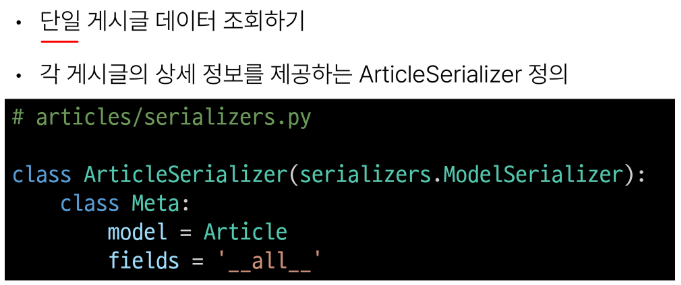 • 단일 게시글 데이터 조회하기
• 각 게시글의 상세 정보를 제공하는 ArticleSerializer 정의
# articles/serializers.py
class ArticleSerializer(serializers.ModelSerializer):
    class Meta:
        model = Article
        fields = '__all__'